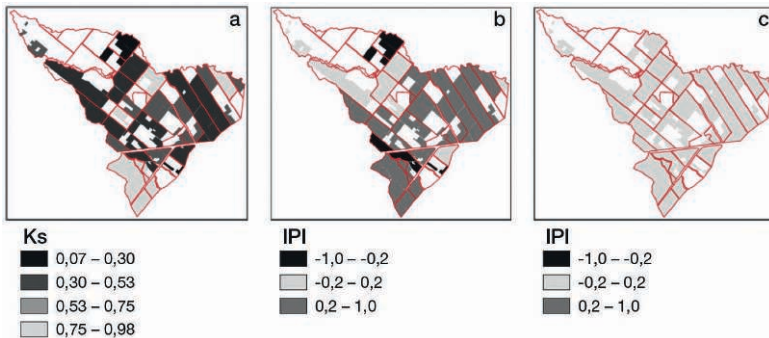 a
b
c
Ks
0,07 – 0,30
0,30 – 0,53
0,53 – 0,75
0,75 – 0,98
IPI
-1,0 – -0,2
-0,2 – 0,2
0,2 – 1,0
IPI
-1,0 – -0,2
-0,2 – 0,2
0,2 – 1,0